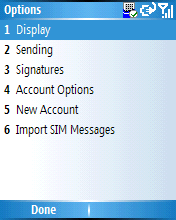 Options
1 Display
2 Sending
3 Signatures
4 Account Options
5 New Account
6 Import SIM Messages
Done